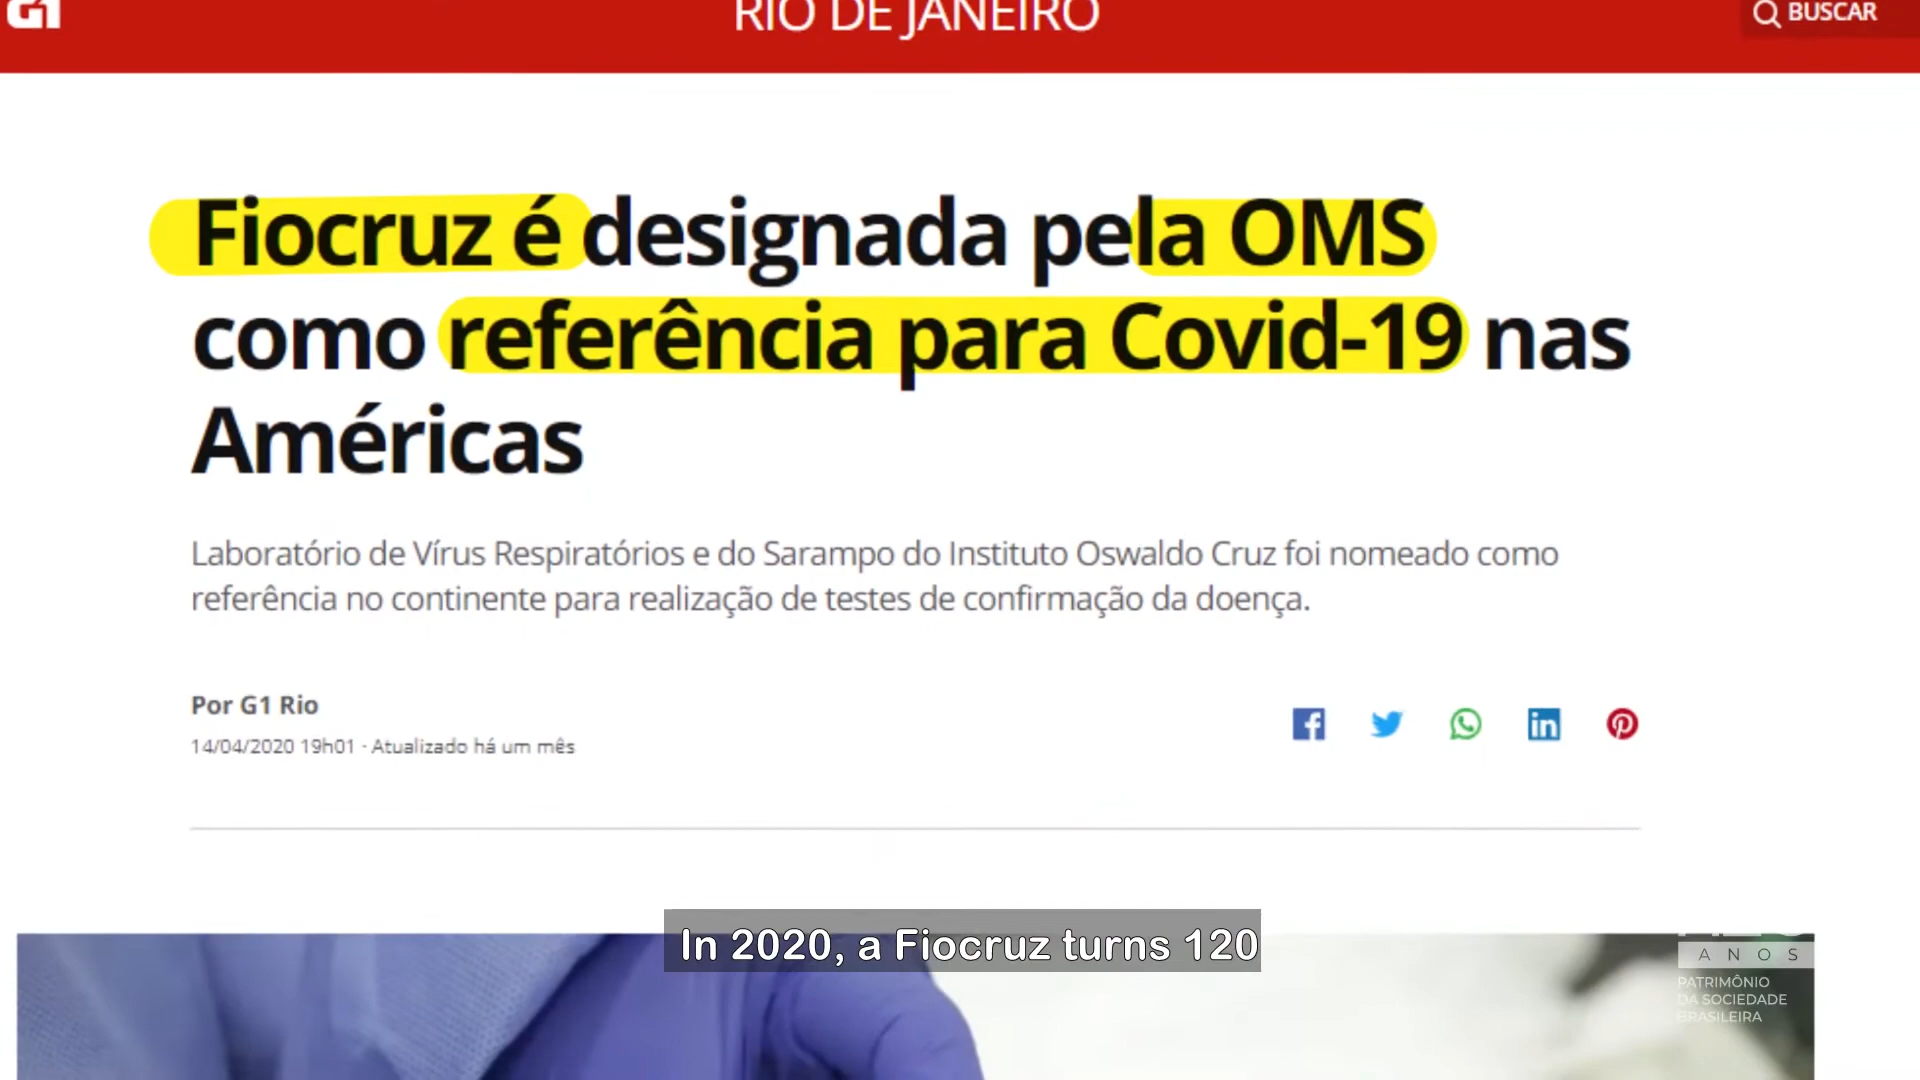 G1
RIO DE JANEIRO
BUSCAR
Fiocruz é designada pela OMS
como referência para Covid-19 nas
Américas
Laboratório de Vírus Respiratórios e do Sarampo do Instituto Oswaldo Cruz foi nomeado como
referência no continente para realização de testes de confirmação da doença.
Por G1 Rio
14/04/2020 19h01 · Atualizado há um mês
In 2020, a Fiocruz turns 120
ANOS
PATRIMÔNIO
DA SOCIEDADE
BRASILEIRA